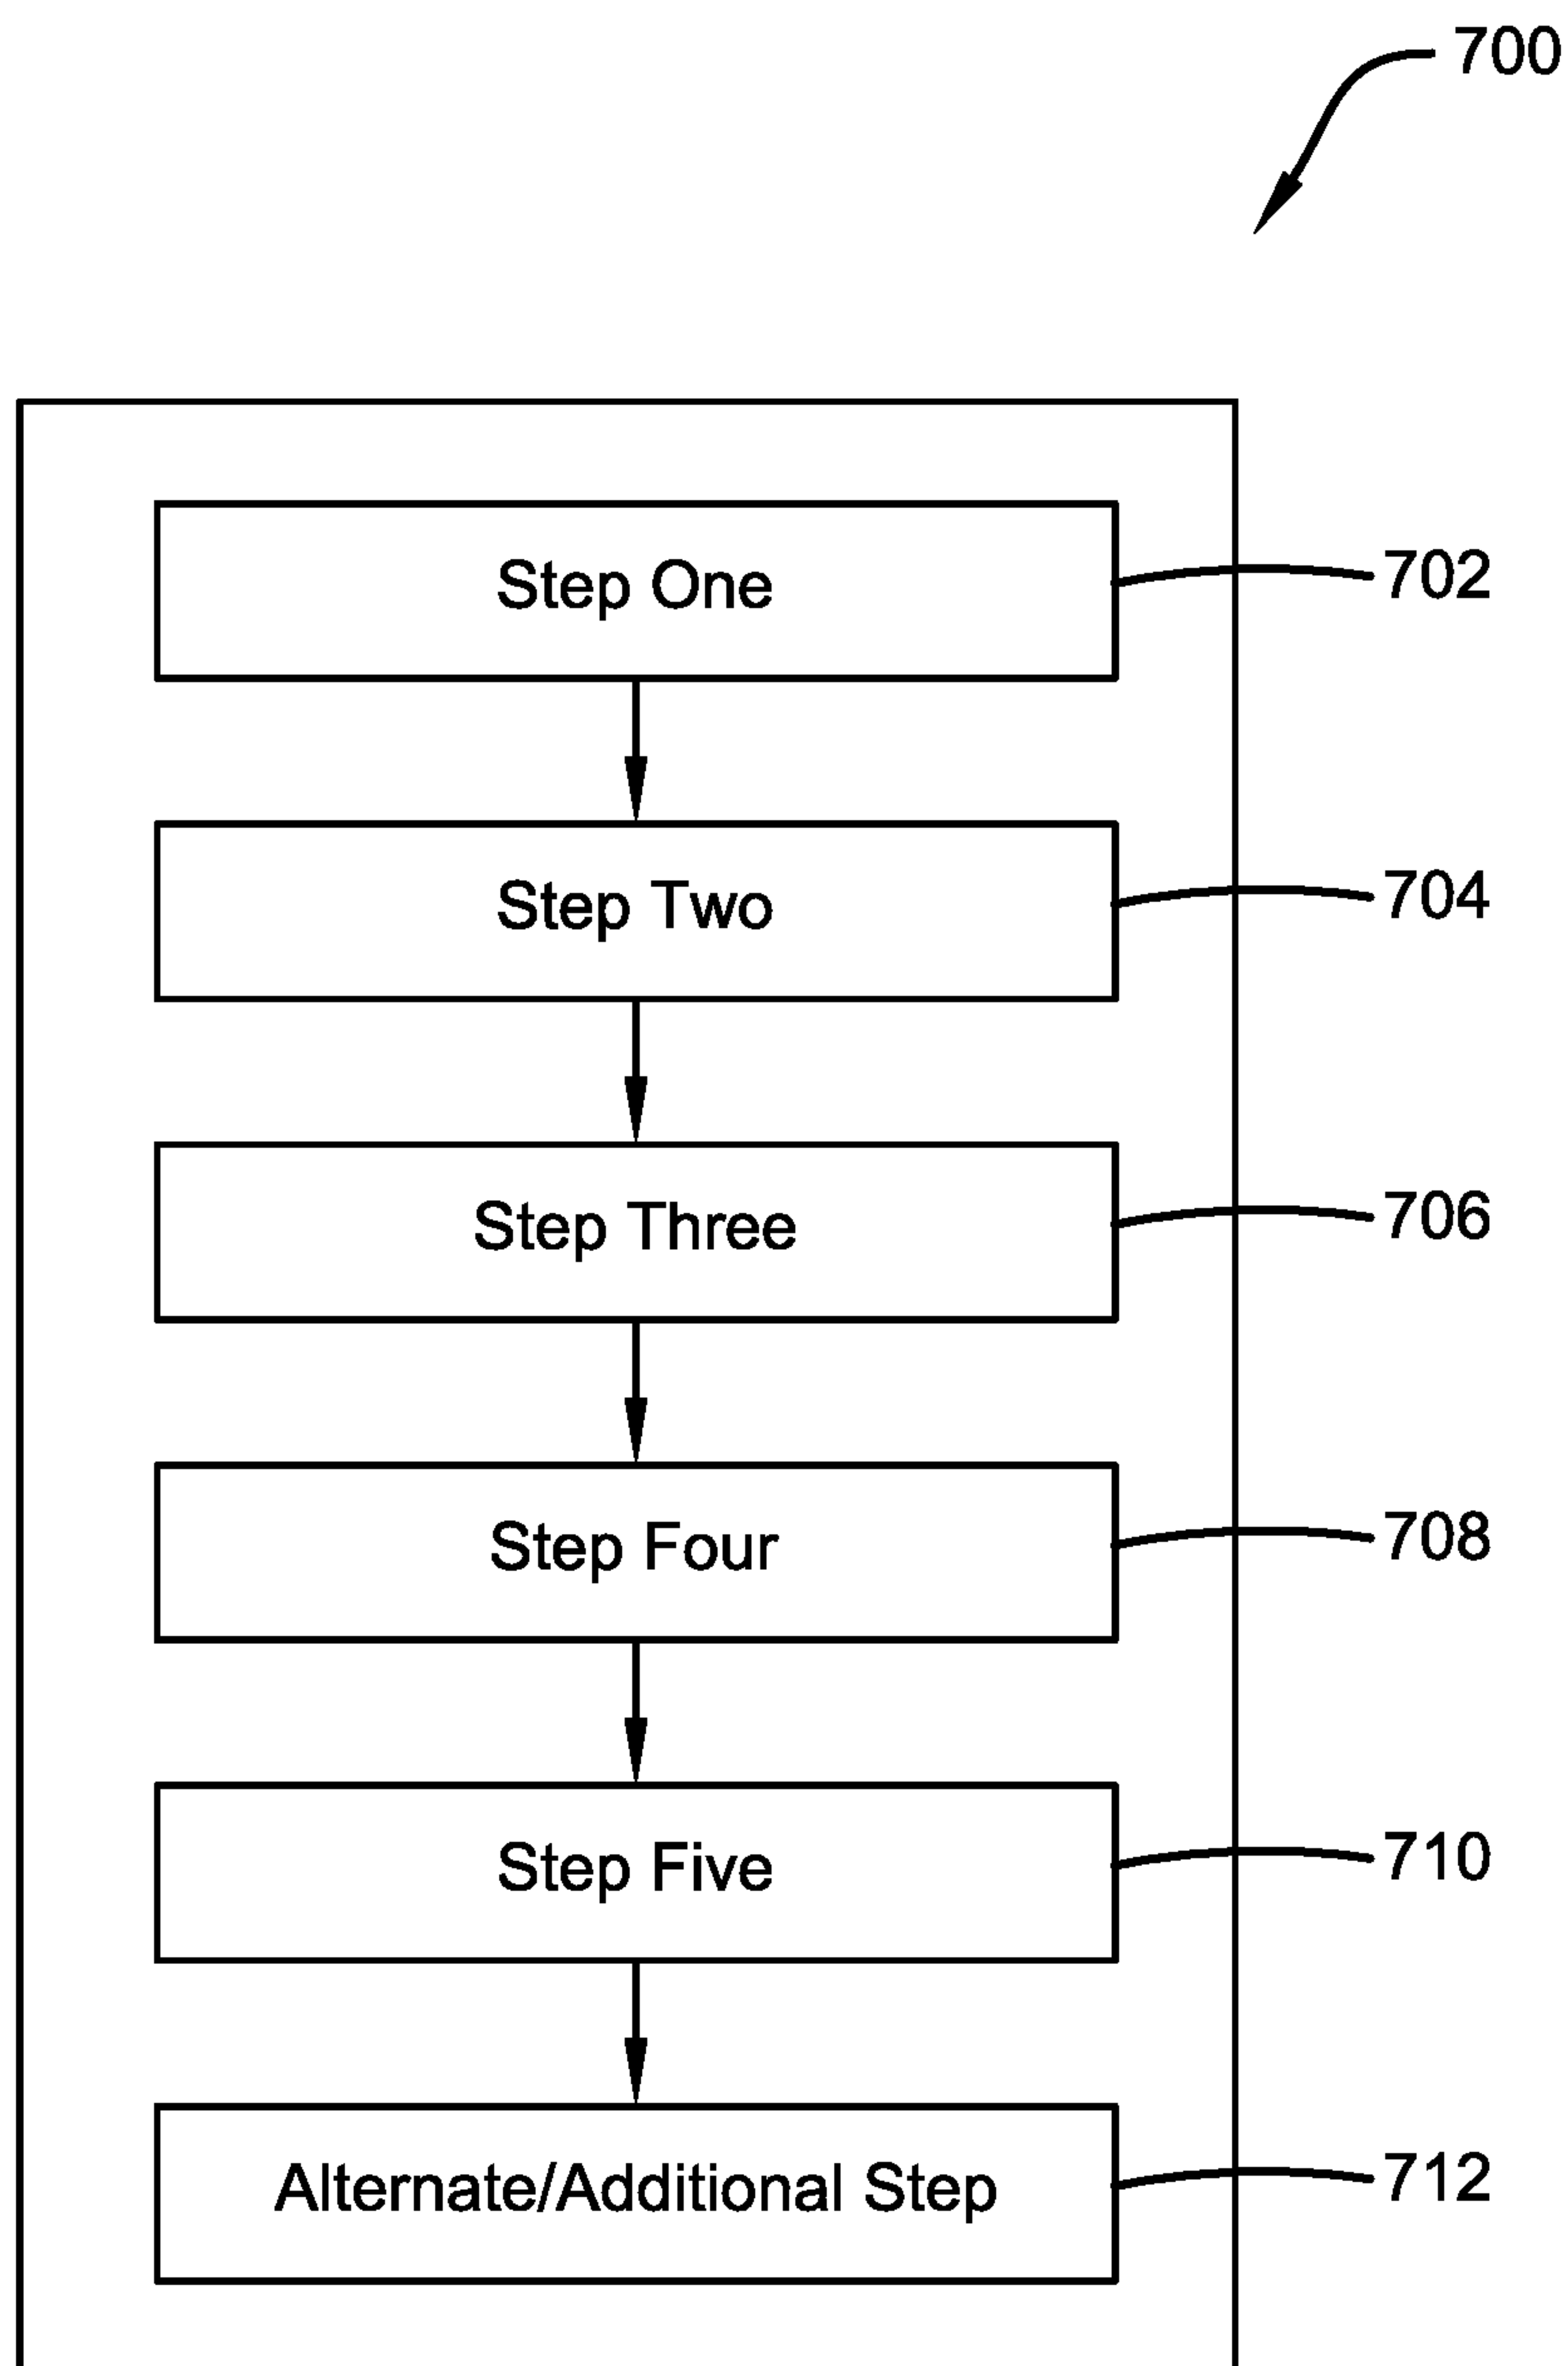 700
Step One
702
Step Two
704
Step Three
706
Step Four
708
Step Five
710
Alternate/Additional Step
712